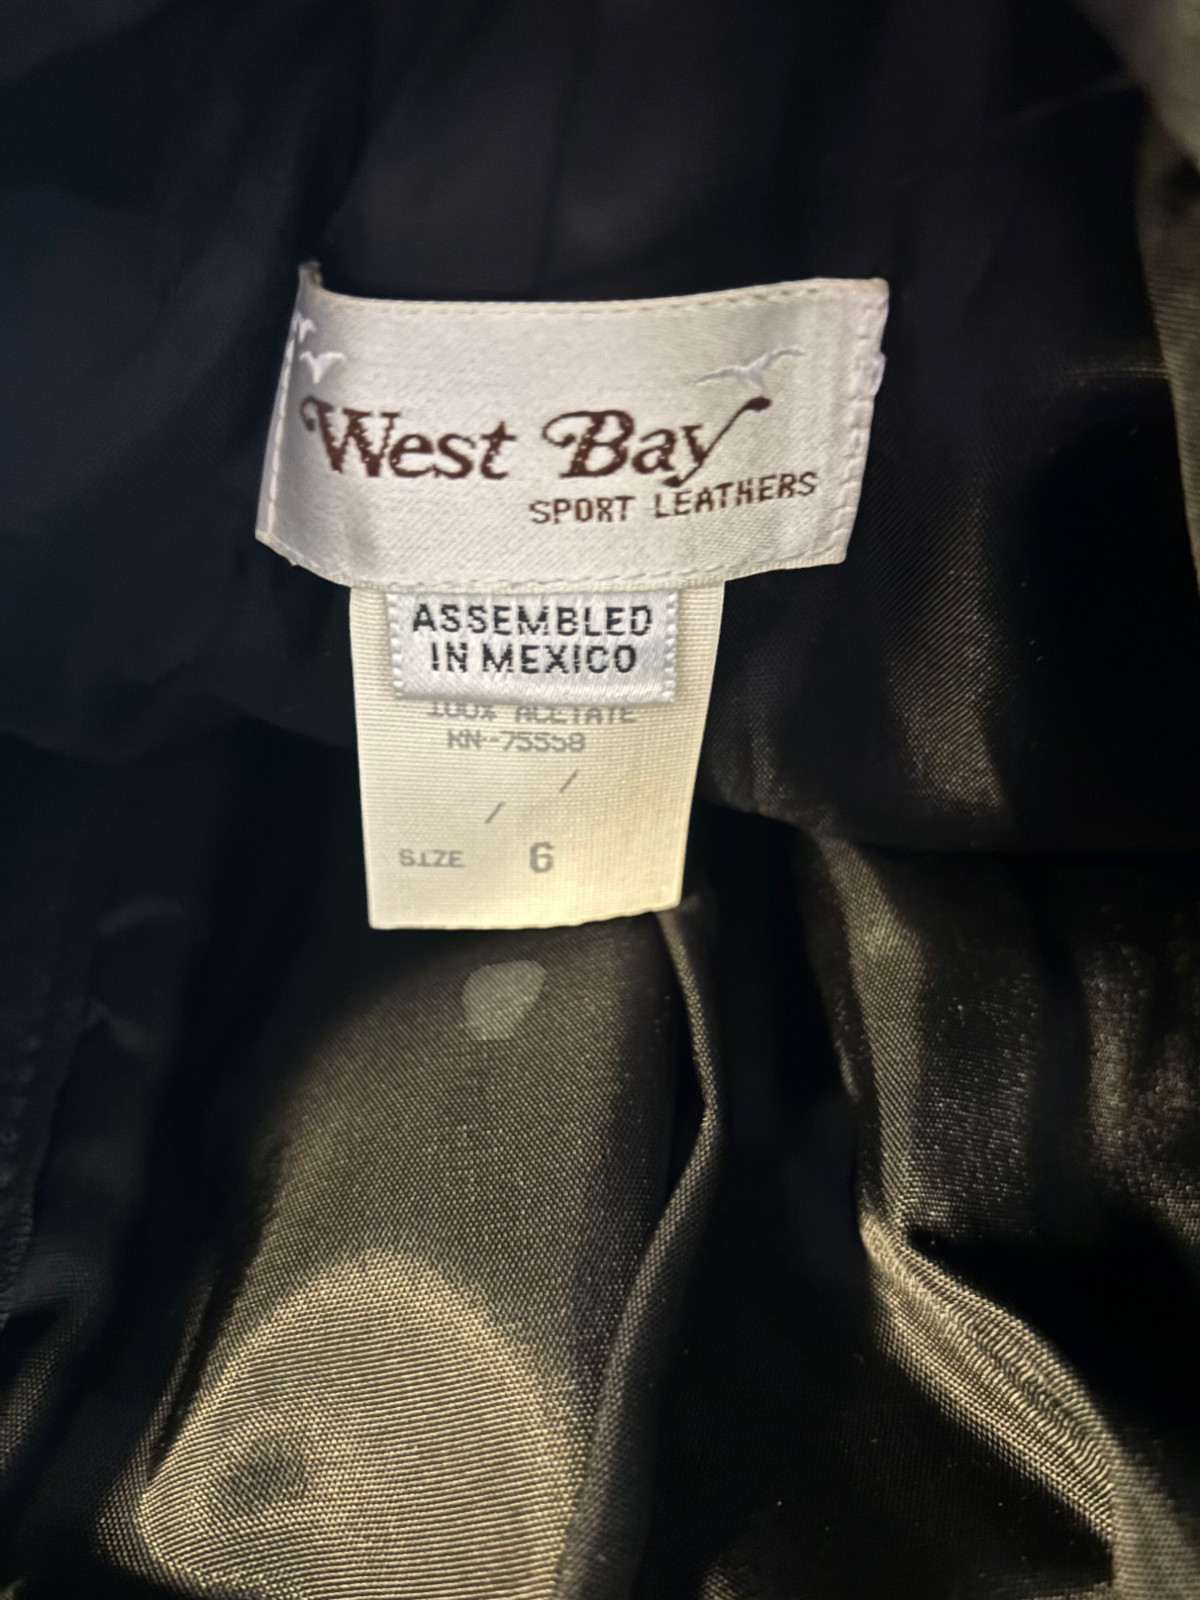 West Bay
SPORT LEATHERS
ASSEMBLED
IN MEXICO
100% ACETATE
RN-75558
/
/
SIZE 6